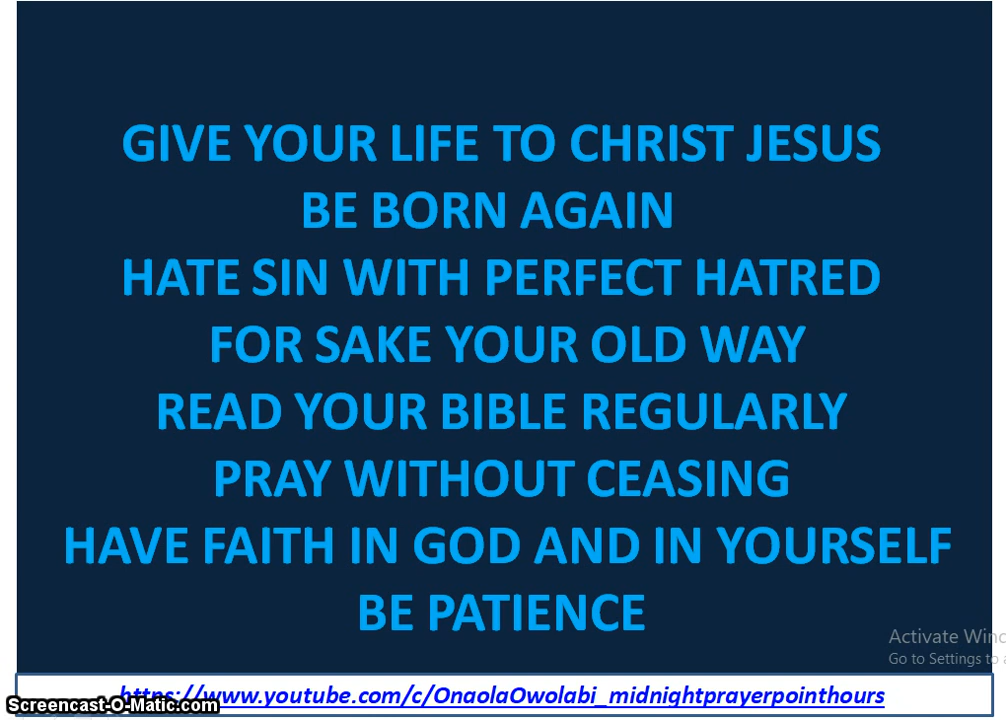 GIVE YOUR LIFE TO CHRIST JESUS
BE BORN AGAIN
HATE SIN WITH PERFECT HATRED
FOR SAKE YOUR OLD WAY
READ YOUR BIBLE REGULARLY
PRAY WITHOUT CEASING
HAVE FAITH IN GOD AND IN YOURSELF
BE PATIENCE
Activate Winc
Go to Settings to a
https://www.youtube.com/c/OnaolaOwolabi_midnightprayerpointhours
Screencast-O-Matic.com